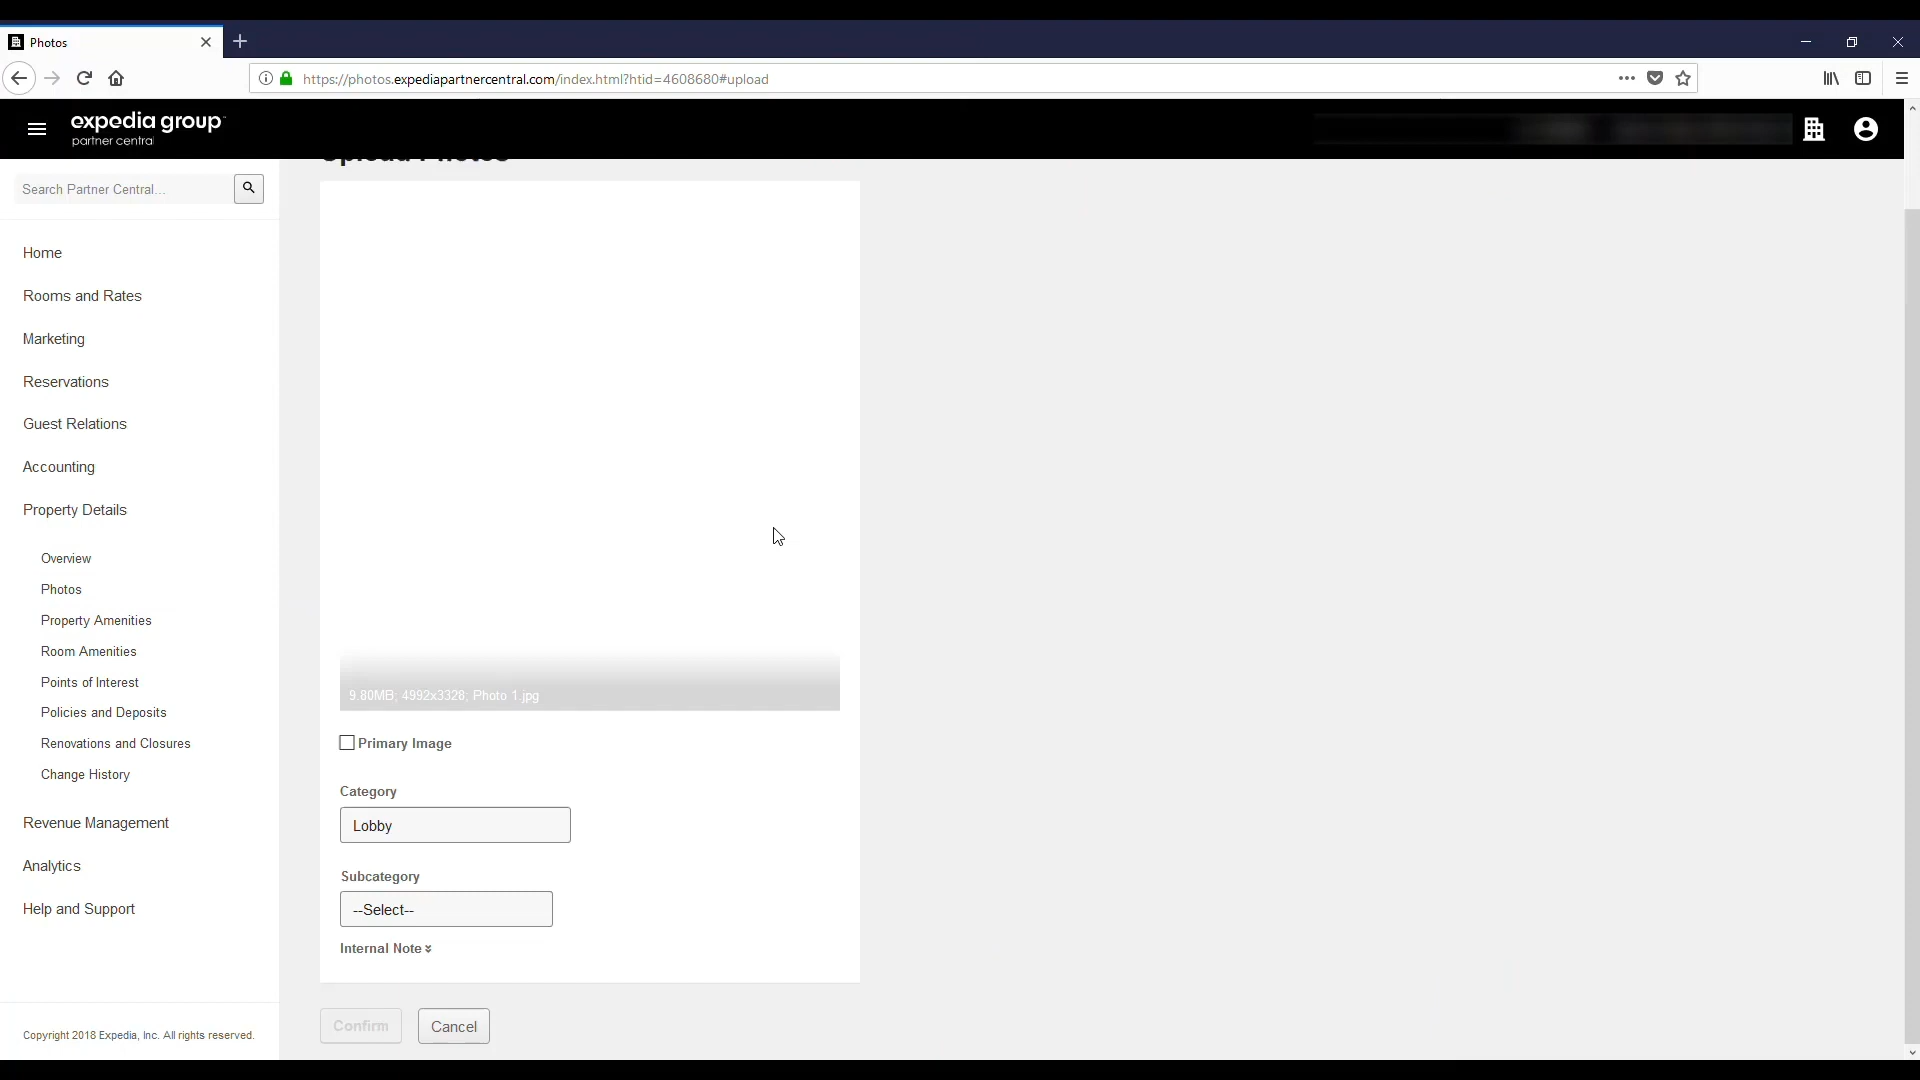 Photos
https://photos.expediapartnercentral.com/index.html?htid=4608680#upload
expedia group
partner central
Upload Photos
Search Partner Central...
Home
Rooms and Rates
Marketing
Reservations
Guest Relations
Accounting
Property Details
Overview
Photos
Property Amenities
Room Amenities
Points of Interest
Policies and Deposits
Renovations and Closures
Change History
Revenue Management
Analytics
Help and Support
Copyright 2018 Expedia, Inc. All rights reserved.
9.80MB; 4992x3328; Photo 1.jpg
Primary Image
Category
Lobby
Subcategory
--Select--
Internal Note
Confirm
Cancel